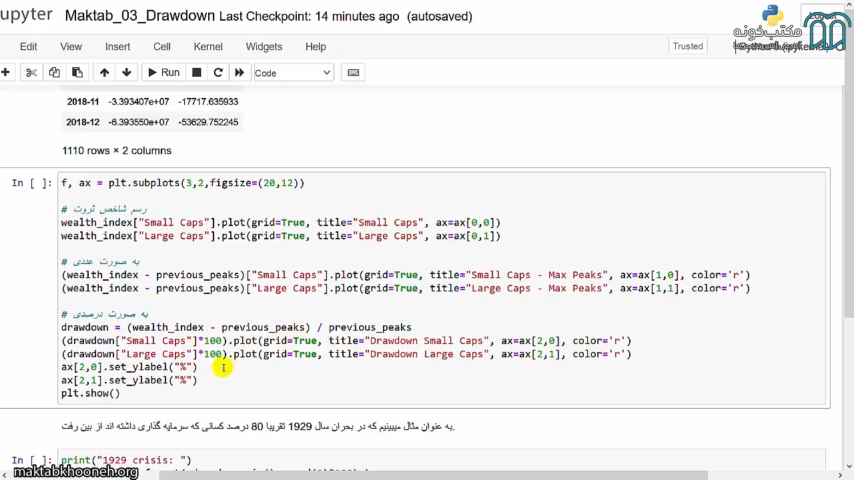 upyter Maktab_03_Drawdown Last Checkpoint: 14 minutes ago (autosaved)
مکتب‌خونه
Edit View Insert Cell Kernel Widgets Help
Trusted
Run Code
2018-11 -3.393407e+07 -17717.635933
2018-12 -6.393550e+07 -53629.752245
1110 rows × 2 columns
In [ ]: f, ax = plt.subplots(3,2,figsize=(20,12))
# رسم شاخص ثروت
wealth_index["Small Caps"].plot(grid=True, title="Small Caps", ax=ax[0,0])
wealth_index["Large Caps"].plot(grid=True, title="Large Caps", ax=ax[0,1])
# به صورت عددی
(wealth_index - previous_peaks)["Small Caps"].plot(grid=True, title="Small Caps - Max Peaks", ax=ax[1,0], color='r')
(wealth_index - previous_peaks)["Large Caps"].plot(grid=True, title="Large Caps - Max Peaks", ax=ax[1,1], color='r')
# به صورت درصدی
drawdown = (wealth_index - previous_peaks) / previous_peaks
(drawdown["Small Caps"]*100).plot(grid=True, title="Drawdown Small Caps", ax=ax[2,0], color='r')
(drawdown["Large Caps"]*100).plot(grid=True, title="Drawdown Large Caps", ax=ax[2,1], color='r')
ax[2,0].set_ylabel("%")
ax[2,1].set_ylabel("%")
plt.show()
به عنوان مثال میبینیم که در بحران سال 1929 تقریبا 80 درصد کسانی که سرمایه گذاری داشته اند از بین رفت.
In [ ]: print("1929 crisis: ")
maktabkhooneh.org